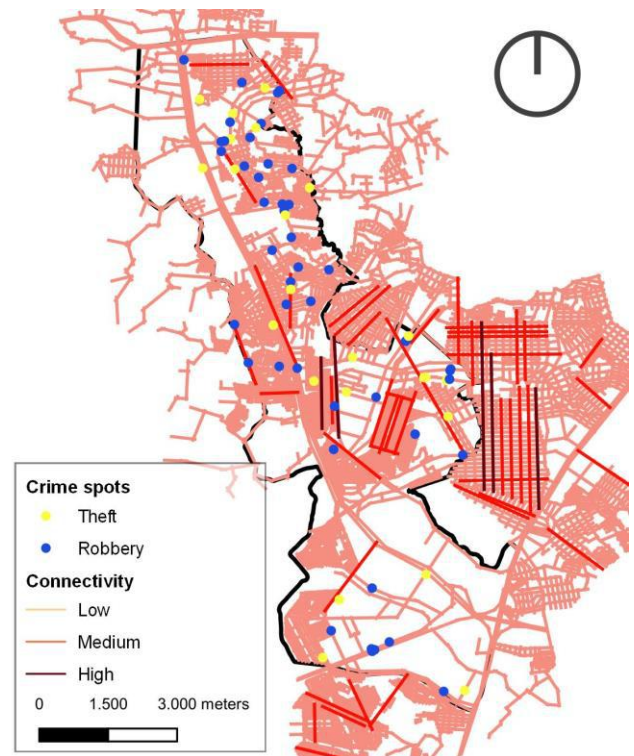 Crime spots
Theft
Robbery
Connectivity
Low
Medium
High
0 1.500 3.000 meters